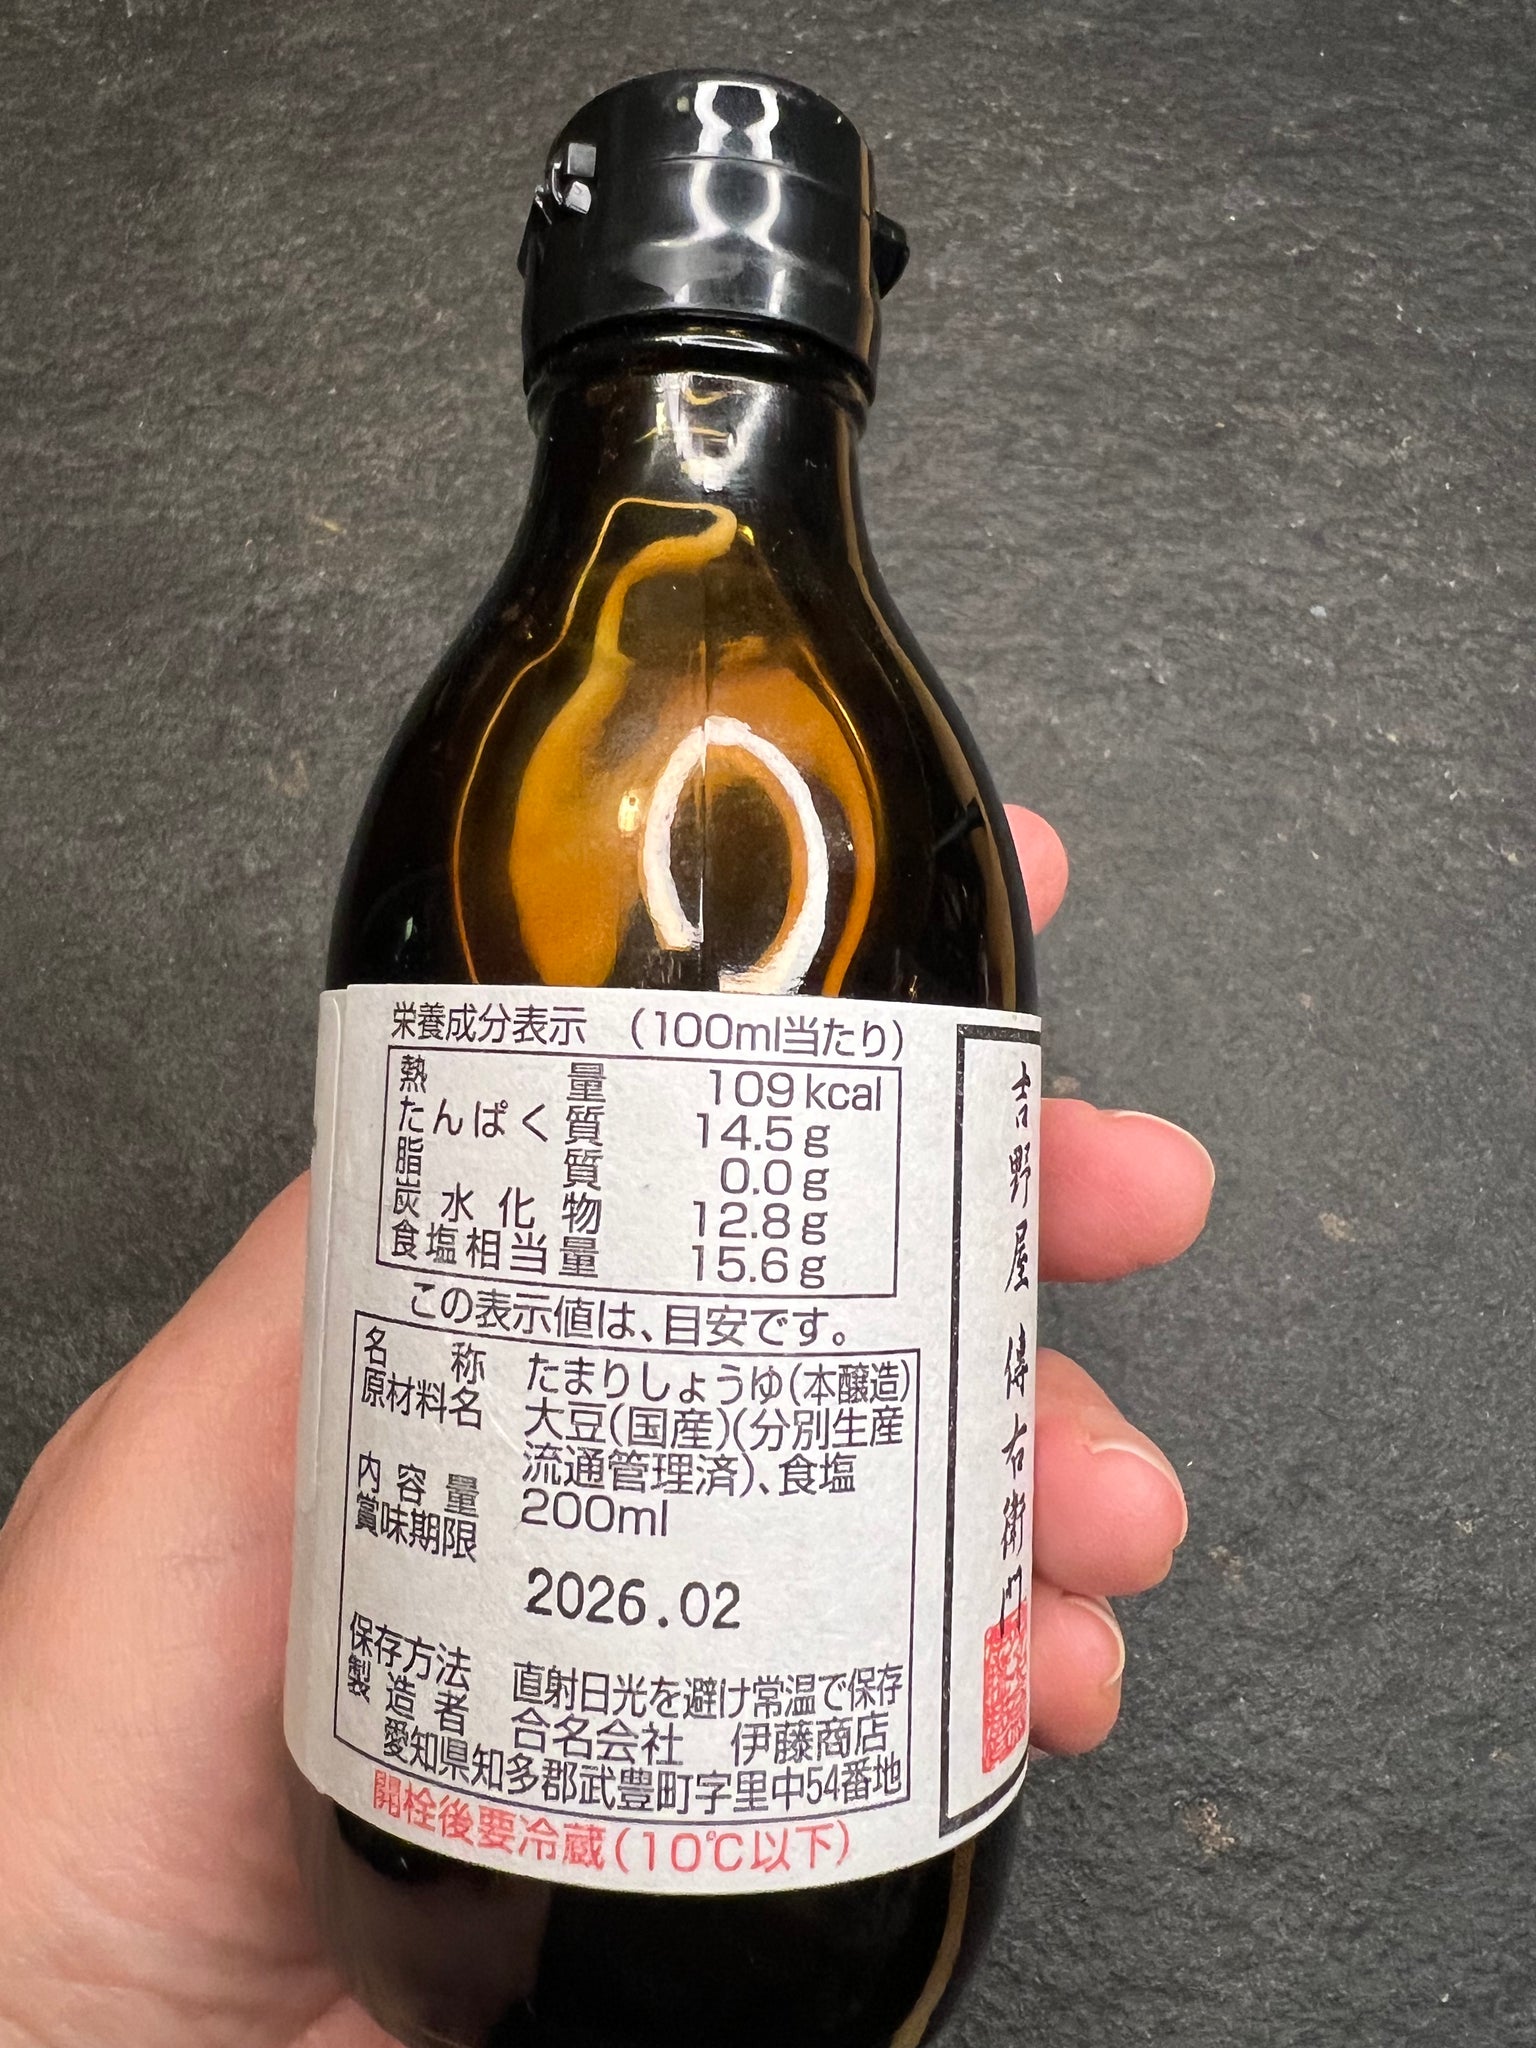 栄養成分表示 (100ml当たり)
熱量 109kcal
たんぱく質 14.5g
脂質 0.0g
炭水化物 12.8g
食塩相当量 15.6g
この表示値は、目安です。
名称 たまりしょうゆ(本醸造)
原材料名 大豆(国産)(分別生産
流通管理済)、食塩
内容量 200ml
賞味期限
2026.02
保存方法 直射日光を避け常温で保存
製造者 合名会社 伊藤商店
愛知県知多郡武豊町字里中54番地
開栓後要冷蔵(10℃以下)
吉野屋 傳右衛門